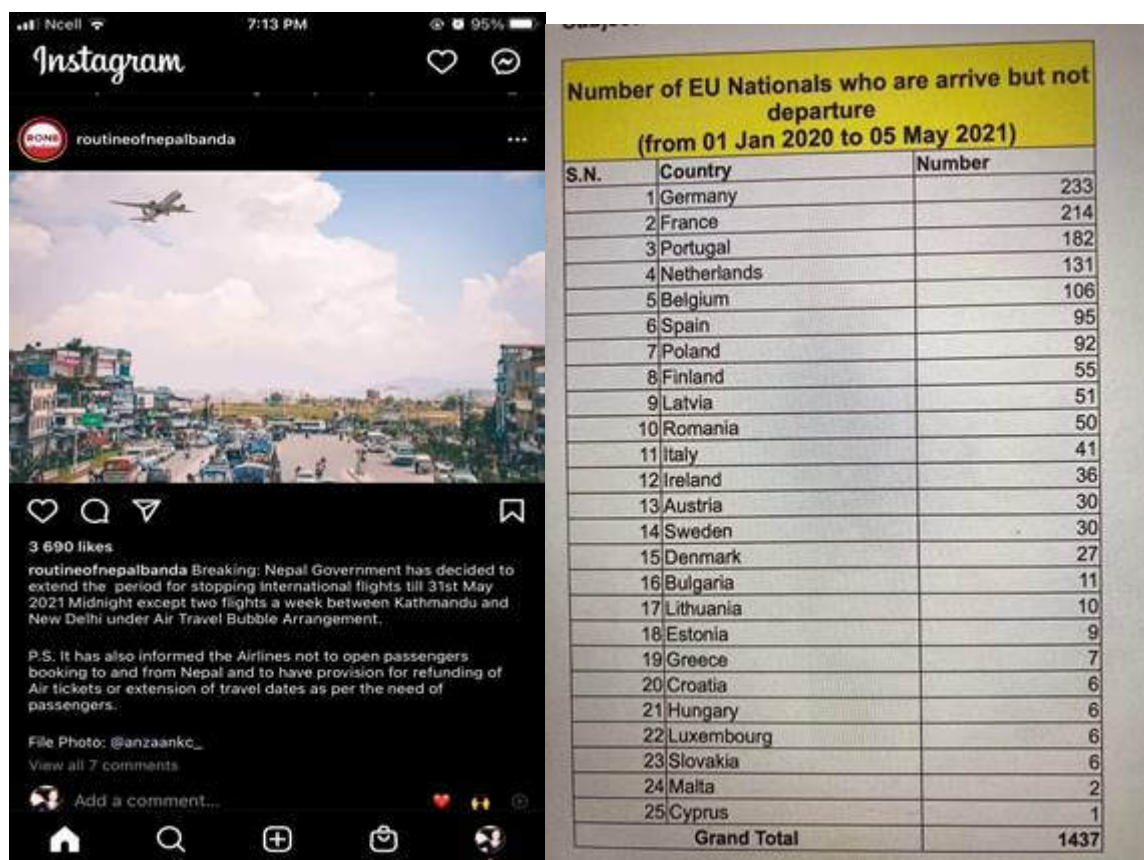 Ncell 7:13 PM 95%
Instagram
RONB routineofnepalbanda
3 690 likes
routineofnepalbanda Breaking: Nepal Government has decided to
extend the period for stopping International flights till 31st May
2021 Midnight except two flights a week between Kathmandu and
New Delhi under Air Travel Bubble Arrangement.
P.S. It has also informed the Airlines not to open passengers
booking to and from Nepal and to have provision for refunding of
Air tickets or extension of travel dates as per the need of
passengers.
File Photo: @anzaankc_
View all 7 comments
Add a comment...
Number of EU Nationals who are arrive but not
departure
(from 01 Jan 2020 to 05 May 2021)
S.N. Country Number
1 Germany 233
2 France 214
3 Portugal 182
4 Netherlands 131
5 Belgium 106
6 Spain 95
7 Poland 92
8 Finland 55
9 Latvia 51
10 Romania 50
11 Italy 41
12 Ireland 36
13 Austria 30
14 Sweden 30
15 Denmark 27
16 Bulgaria 11
17 Lithuania 10
18 Estonia 9
19 Greece 7
20 Croatia 6
21 Hungary 6
22 Luxembourg 6
23 Slovakia 6
24 Malta 2
25 Cyprus 1
Grand Total 1437